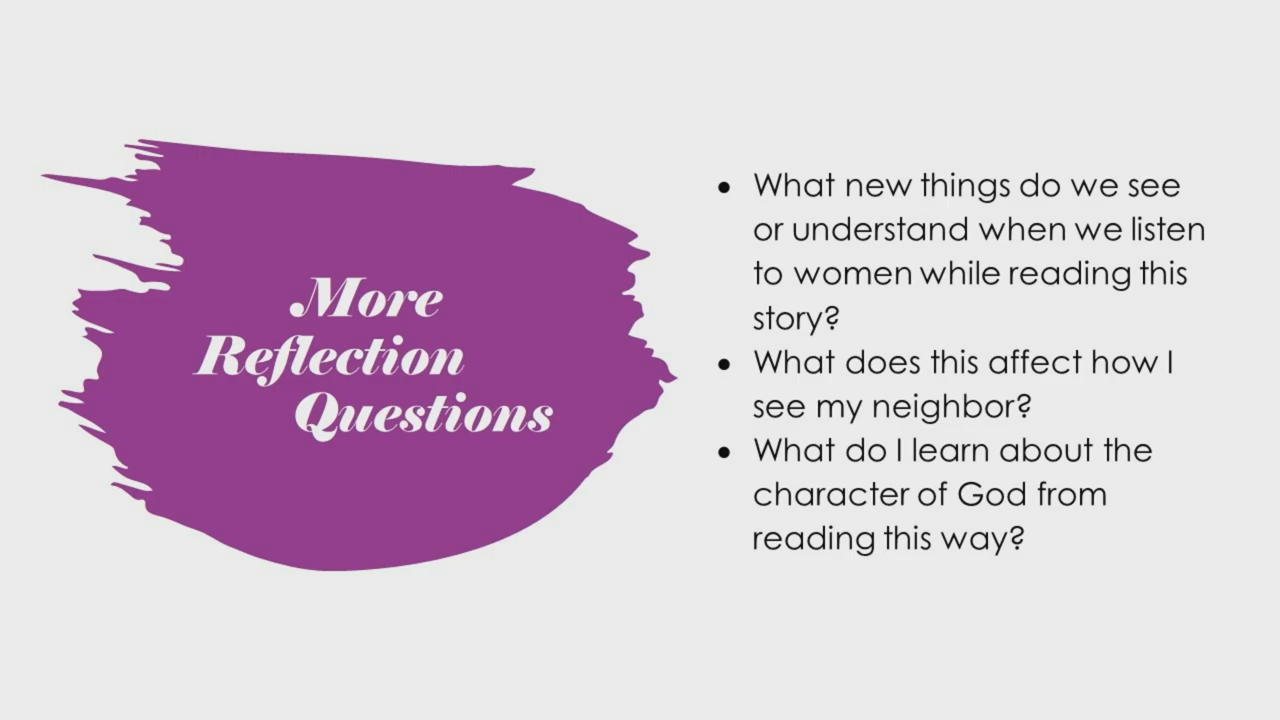 More
Reflection
Questions
• What new things do we see
or understand when we listen
to women while reading this
story?
• What does this affect how I
see my neighbor?
• What do I learn about the
character of God from
reading this way?